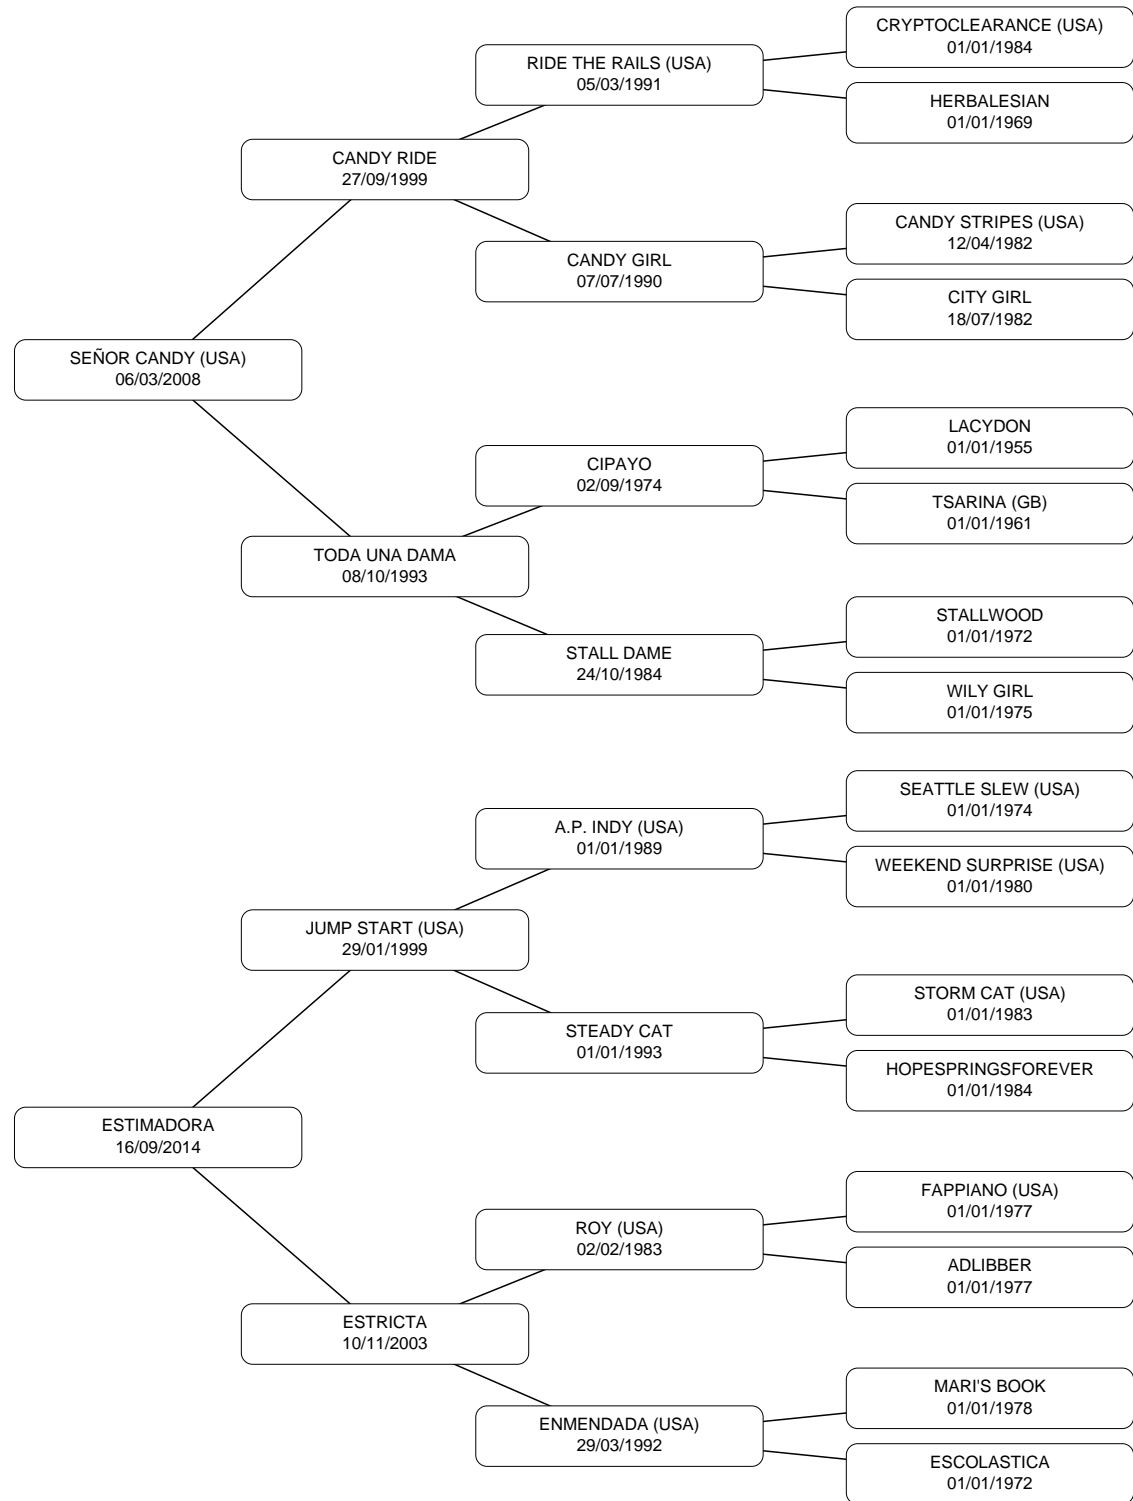 CRYPTOCLEARANCE (USA)
01/01/1984
RIDE THE RAILS (USA)
05/03/1991
HERBALESIAN
01/01/1969
CANDY RIDE
27/09/1999
CANDY STRIPES (USA)
12/04/1982
CANDY GIRL
07/07/1990
CITY GIRL
18/07/1982
SEÑOR CANDY (USA)
06/03/2008
LACYDON
01/01/1955
CIPAYO
02/09/1974
TSARINA (GB)
01/01/1961
TODA UNA DAMA
08/10/1993
STALLWOOD
01/01/1972
STALL DAME
24/10/1984
WILY GIRL
01/01/1975
SEATTLE SLEW (USA)
01/01/1974
A.P. INDY (USA)
01/01/1989
WEEKEND SURPRISE (USA)
01/01/1980
JUMP START (USA)
29/01/1999
STORM CAT (USA)
01/01/1983
STEADY CAT
01/01/1993
HOPESPRINGSFOREVER
01/01/1984
ESTIMADORA
16/09/2014
FAPPIANO (USA)
01/01/1977
ROY (USA)
02/02/1983
ADLIBBER
01/01/1977
ESTRICTA
10/11/2003
MARI'S BOOK
01/01/1978
ENMENDADA (USA)
29/03/1992
ESCOLASTICA
01/01/1972